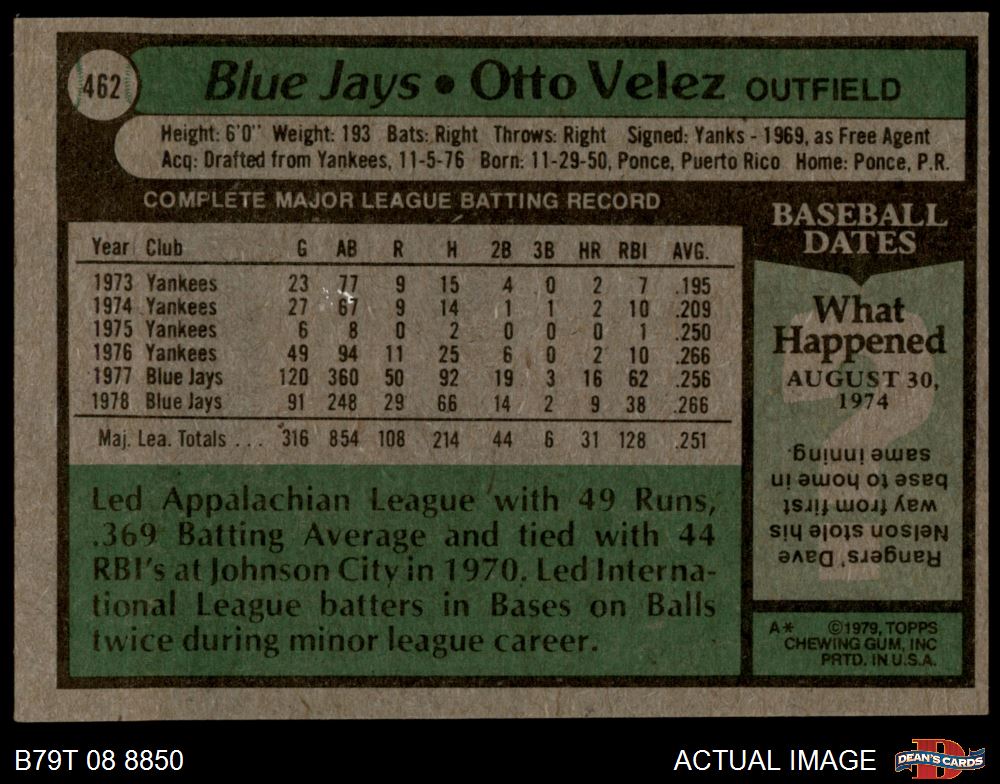 462
Blue Jays • Otto Velez OUTFIELD
Height: 6'0" Weight: 193 Bats: Right Throws: Right Signed: Yanks - 1969, as Free Agent
Acq: Drafted from Yankees, 11-5-76 Born: 11-29-50, Ponce, Puerto Rico Home: Ponce, P.R.
COMPLETE MAJOR LEAGUE BATTING RECORD
Year Club G AB R H 2B 3B HR RBI AVG.
1973 Yankees 23 77 9 15 4 0 2 7 .195
1974 Yankees 27 67 9 14 1 1 2 10 .209
1975 Yankees 6 8 0 2 0 0 0 1 .250
1976 Yankees 49 94 11 25 6 0 2 10 .266
1977 Blue Jays 120 360 50 92 19 3 16 62 .256
1978 Blue Jays 91 248 29 66 14 2 9 38 .266
Maj. Lea. Totals . . . 316 854 108 214 44 6 31 128 .251
Led Appalachian League with 49 Runs,
.369 Batting Average and tied with 44
RBI's at Johnson City in 1970. Led Interna-
tional League batters in Bases on Balls
twice during minor league career.
BASEBALL
DATES
What
Happened
AUGUST 30,
1974
Rangers' Dave
Nelson stole his
way from first
base to home in
same inning.
A* ©1979, TOPPS
CHEWING GUM, INC
PRTD. IN U.S.A.
B79T 08 8850
ACTUAL IMAGE
D
DEAN'S CARDS